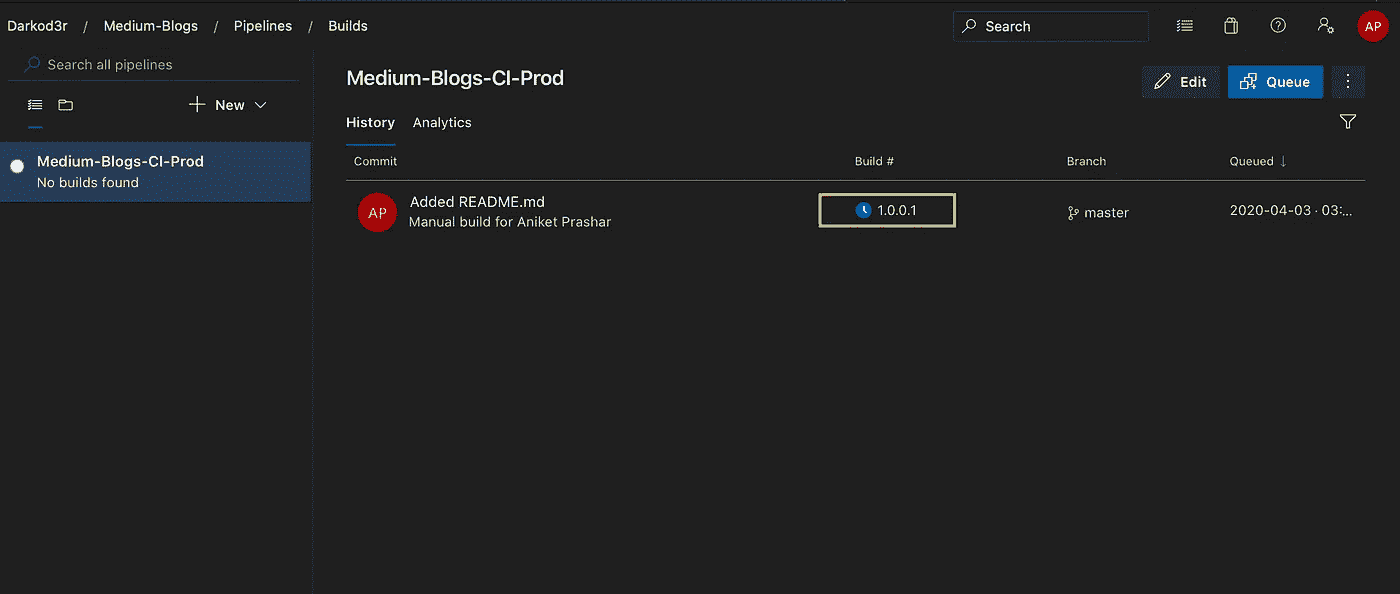 Darkod3r / Medium-Blogs / Pipelines / Builds Search AP
Search all pipelines
New
Medium-Blogs-CI-Prod
No builds found
Medium-Blogs-CI-Prod
Edit Queue
History Analytics
Commit Build # Branch Queued ↓
AP Added README.md 1.0.0.1 master 2020-04-03 · 03:...
Manual build for Aniket Prashar